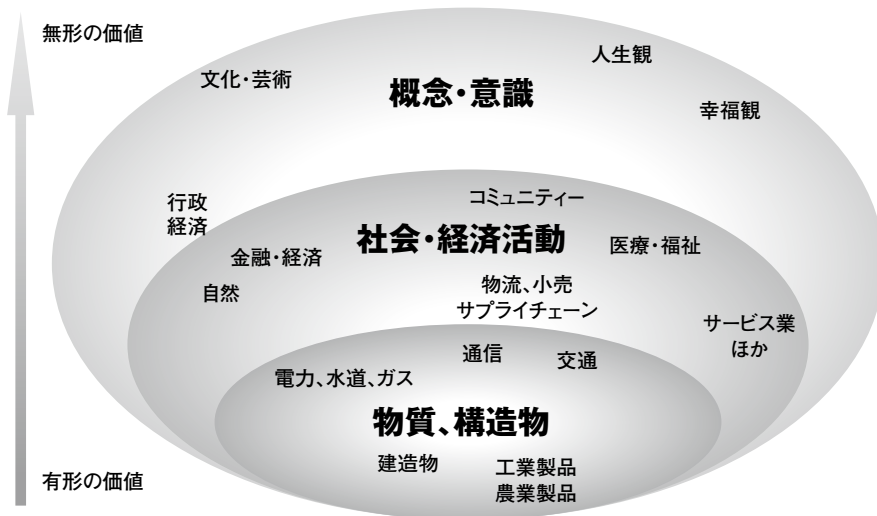 無形の価値
人生観
文化・芸術
概念・意識
幸福観
コミュニティー
行政
経済
社会・経済活動
医療・福祉
金融・経済
自然
物流、小売
サプライチェーン
サービス業
ほか
通信
交通
電力、水道、ガス
物質、構造物
建造物
工業製品
農業製品
有形の価値